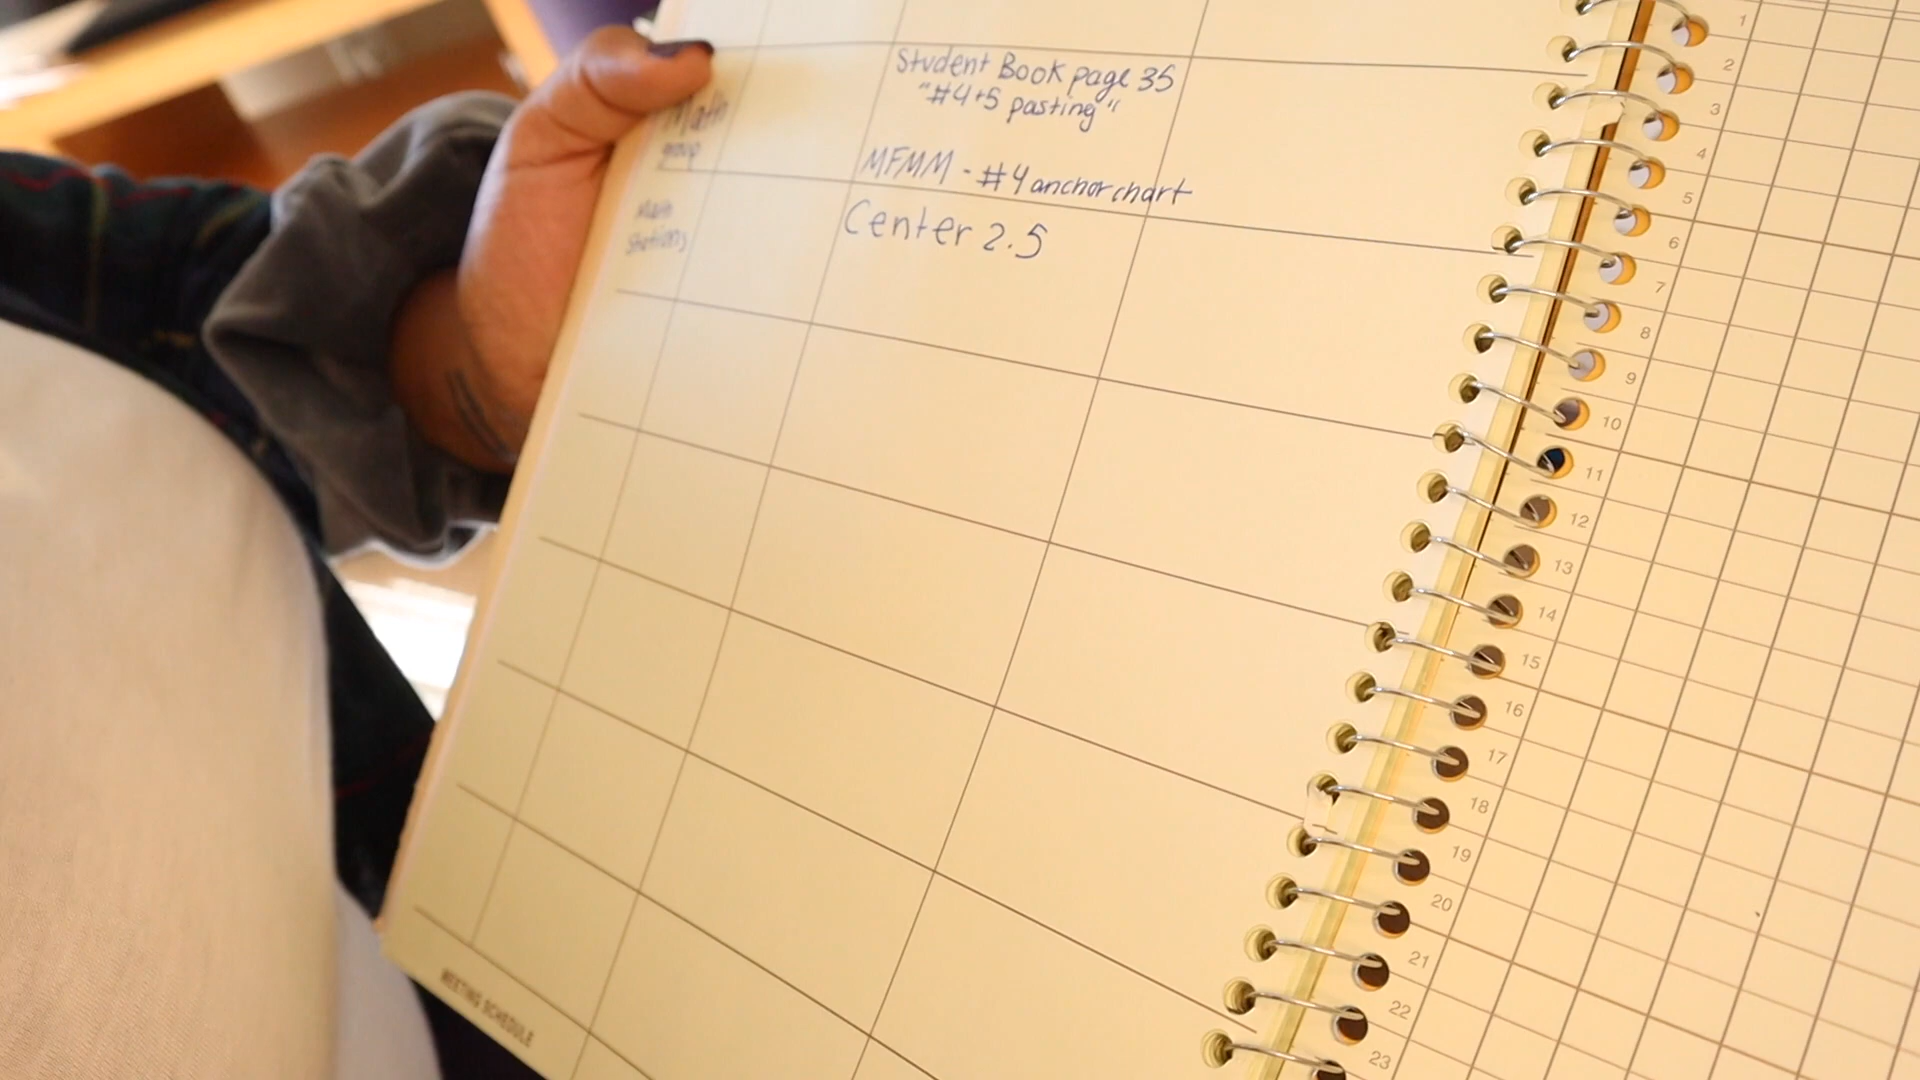 Student Book page 35
"#4+5 pasting"
Math
group
MFMM - #4 anchor chart
Math
Stations
Center 2.5
MEETING SCHEDULE
1
2
3
4
5
6
7
8
9
10
11
12
13
14
15
16
17
18
19
20
21
22
23